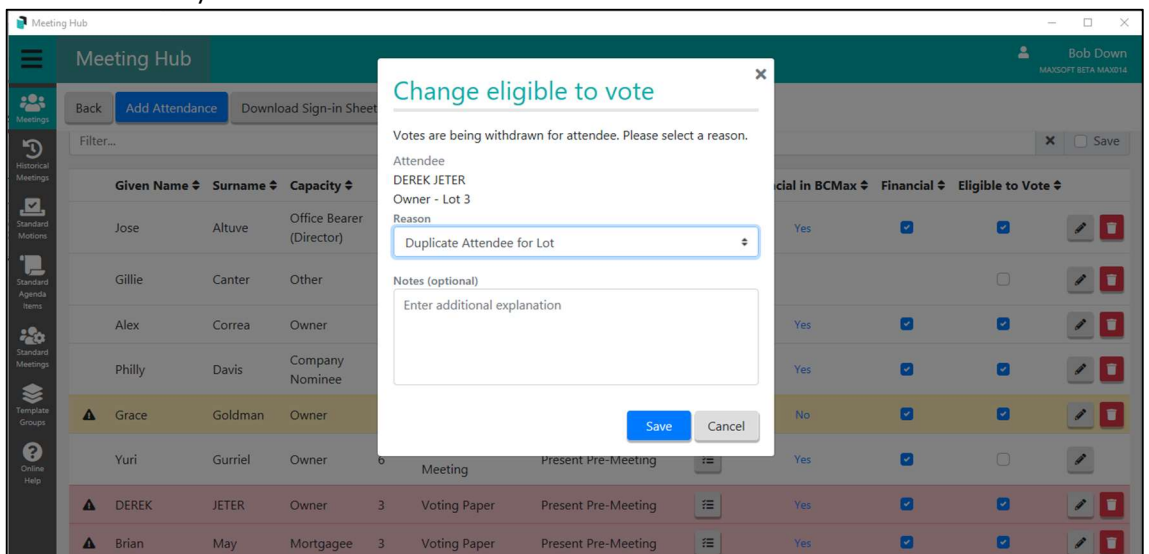 Meeting Hub
Meeting Hub
Bob Down
MAXSOFT BETA MAX014
Meetings
Historical
Meetings
Standard
Motions
Standard
Agenda
Items
Standard
Meetings
Template
Groups
Online
Help
Back Add Attendance Download Sign-in Sheet
Filter... Save
Given Name Surname Capacity cial in BCMax Financial Eligible to Vote
Jose Altuve Office Bearer
(Director) Yes
Gillie Canter Other
Alex Correa Owner Yes
Philly Davis Company
Nominee Yes
Grace Goldman Owner No
Yuri Gurriel Owner 6 Meeting Present Pre-Meeting Yes
DEREK JETER Owner 3 Voting Paper Present Pre-Meeting Yes
Brian May Mortgagee 3 Voting Paper Present Pre-Meeting Yes
Change eligible to vote
Votes are being withdrawn for attendee. Please select a reason.
Attendee
DEREK JETER
Owner - Lot 3
Reason
Duplicate Attendee for Lot
Notes (optional)
Enter additional explanation
Save Cancel